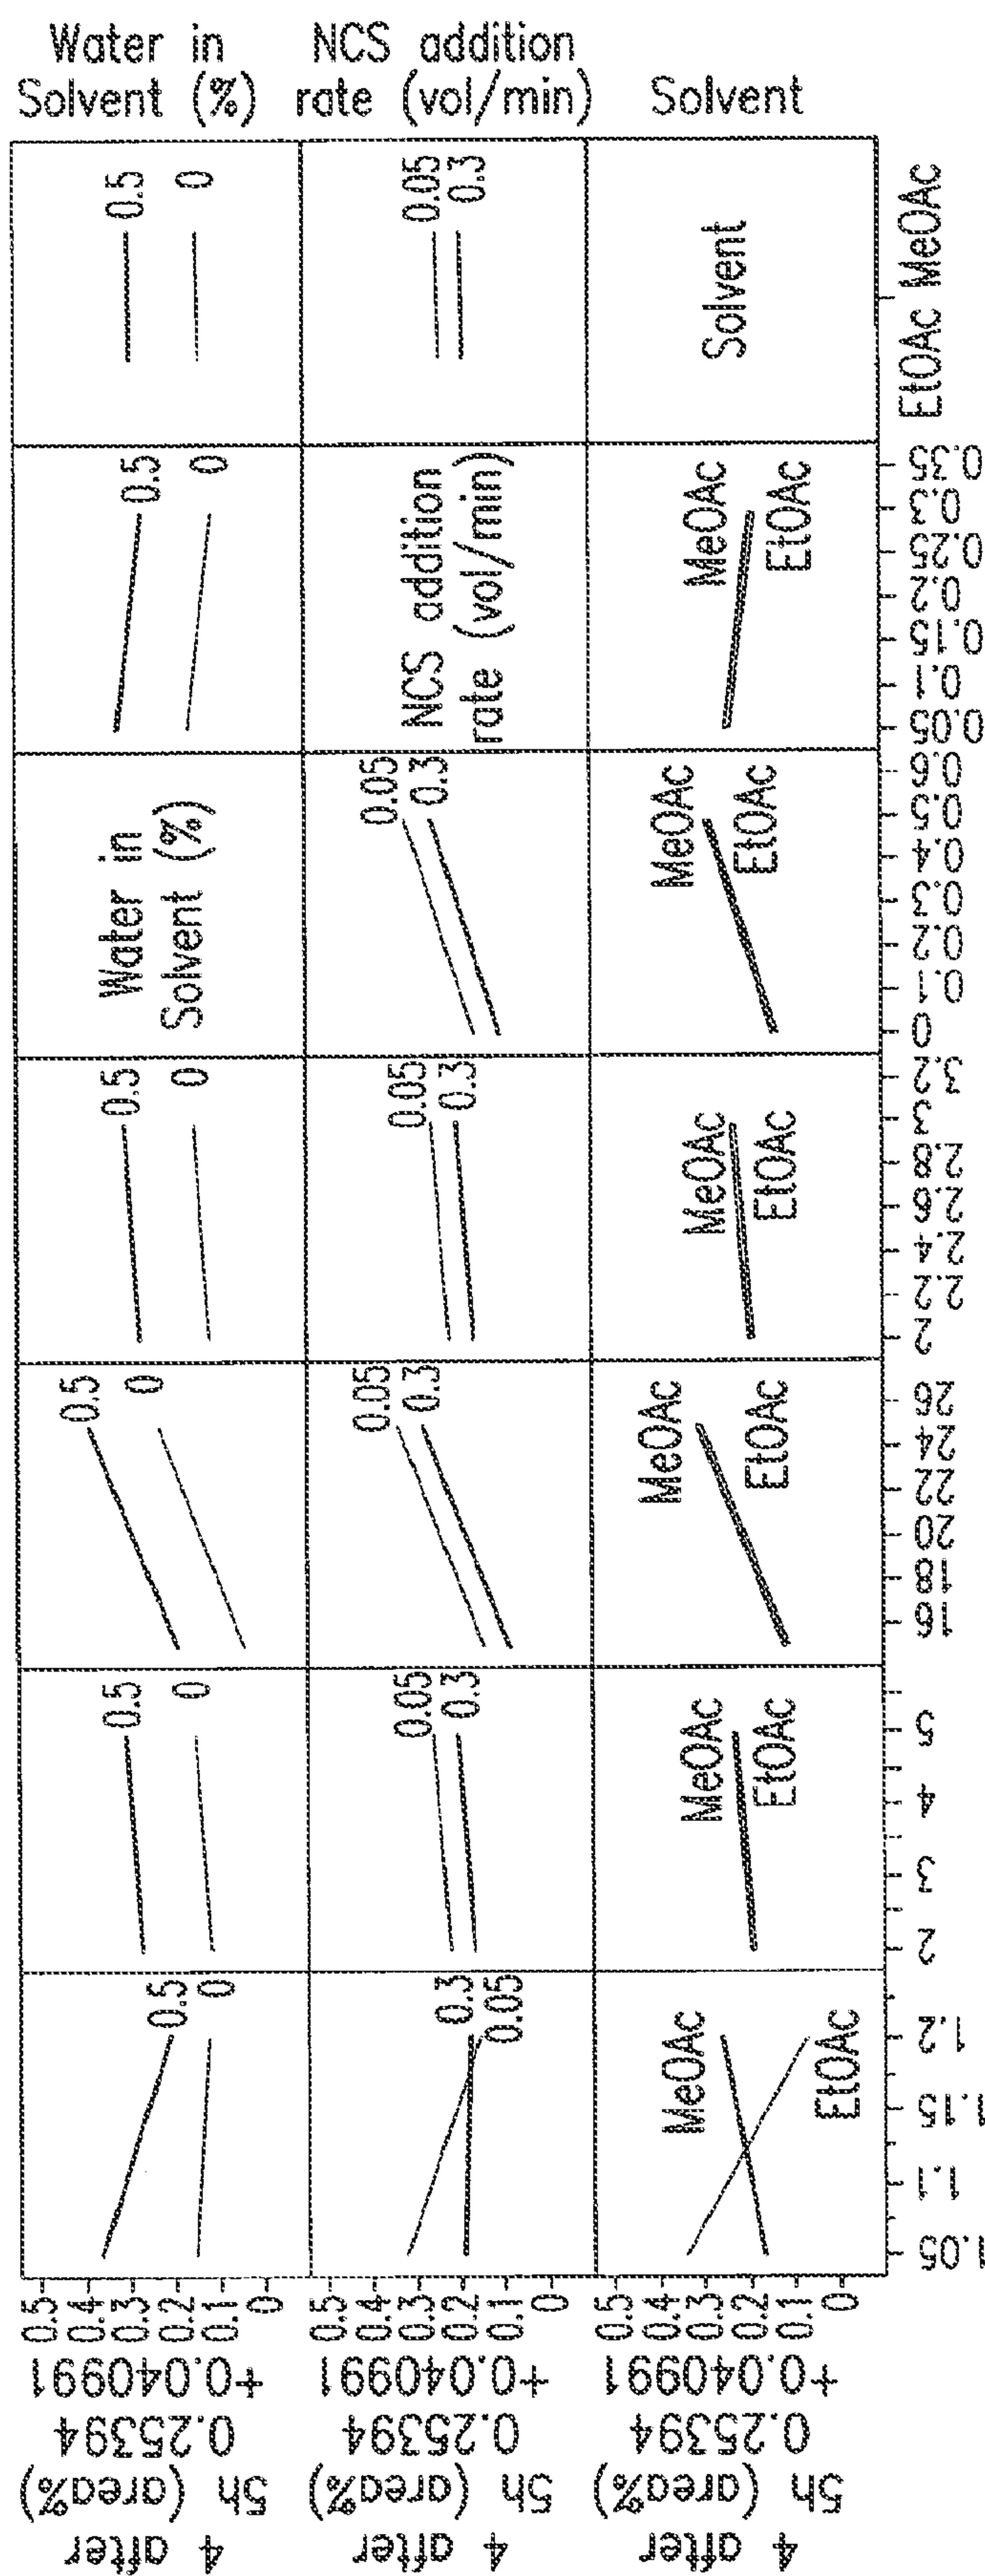 Water in
Solvent (%)
NCS addition
rate (vol/min)
Solvent
0.5
0
0.05
0.3
Solvent
EtOAc MeOAc
0.5
0
NCS addition
rate (vol/min)
MeOAc
EtOAc
0.05
0.1
0.15
0.2
0.25
0.3
0.35
Water in
Solvent (%)
0.05
0.3
MeOAc
EtOAc
0
0.1
0.2
0.3
0.4
0.5
0.6
0.5
0
0.05
0.3
MeOAc
EtOAc
2
2.2
2.4
2.6
2.8
3
3.2
0.5
0
0.05
0.3
MeOAc
EtOAc
16
18
20
22
24
26
0.5
0
0.05
0.3
MeOAc
EtOAc
2
3
4
5
0.5
0
0.3
0.05
MeOAc
EtOAc
1.05
1.1
1.15
1.2
0.5
0.4
0.3
0.2
0.1
0
4 after
5h (area%)
0.25394
±0.040991
0.5
0.4
0.3
0.2
0.1
0
4 after
5h (area%)
0.25394
±0.040991
0.5
0.4
0.3
0.2
0.1
0
4 after
5h (area%)
0.25394
±0.040991